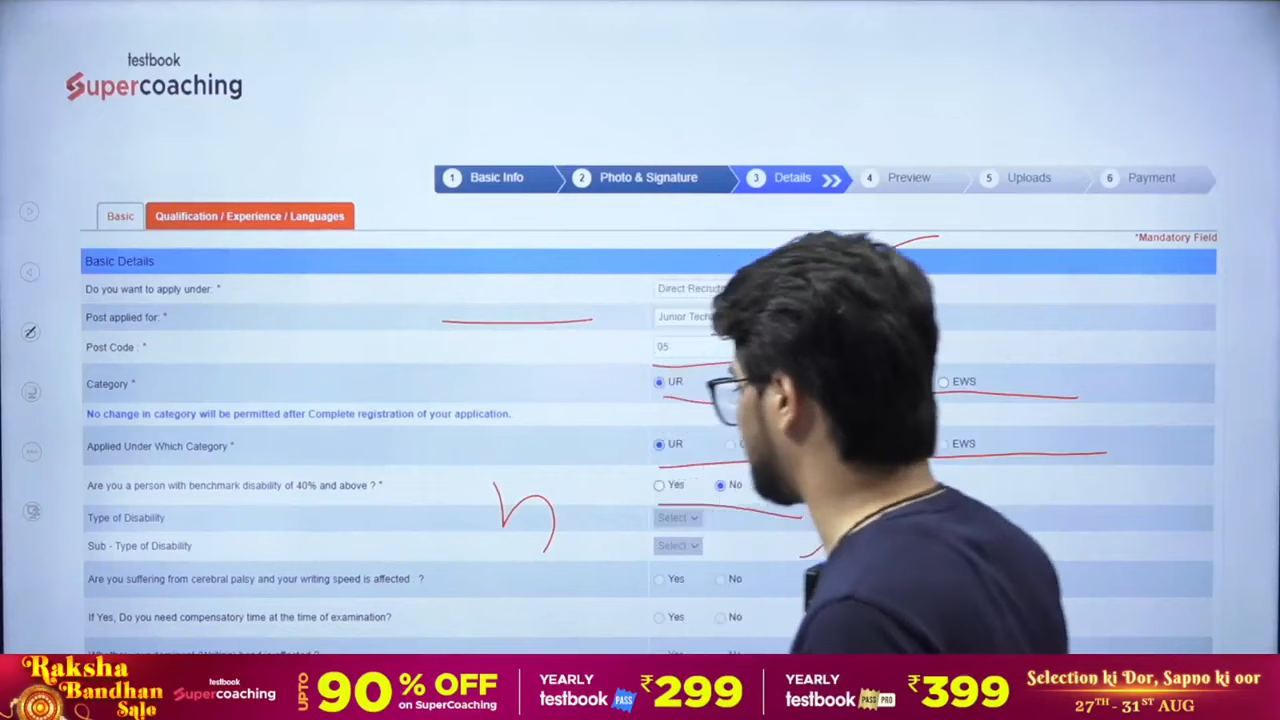 testbook
Supercoaching
1 Basic Info 2 Photo & Signature 3 Details 4 Preview 5 Uploads 6 Payment
Basic Qualification / Experience / Languages
*Mandatory Field
Basic Details
Do you want to apply under: * Direct
Post applied for: * Junior
Post Code : * 05
Category * UR EWS
No change in category will be permitted after Complete registration of your application.
Applied Under Which Category * UR EWS
Are you a person with benchmark disability of 40% and above ? * Yes No
Type of Disability Select
Sub - Type of Disability Select
Are you suffering from cerebral palsy and your writing speed is affected : ? Yes No
If Yes, Do you need compensatory time at the time of examination? Yes No
Raksha
Bandhan
Sale
testbook
Supercoaching
UPTO 90% OFF
on SuperCoaching
YEARLY
testbook PASS
₹299
YEARLY
testbook PASS PRO
₹399
Selection ki Dor, Sapno ki oor
27TH - 31ST AUG